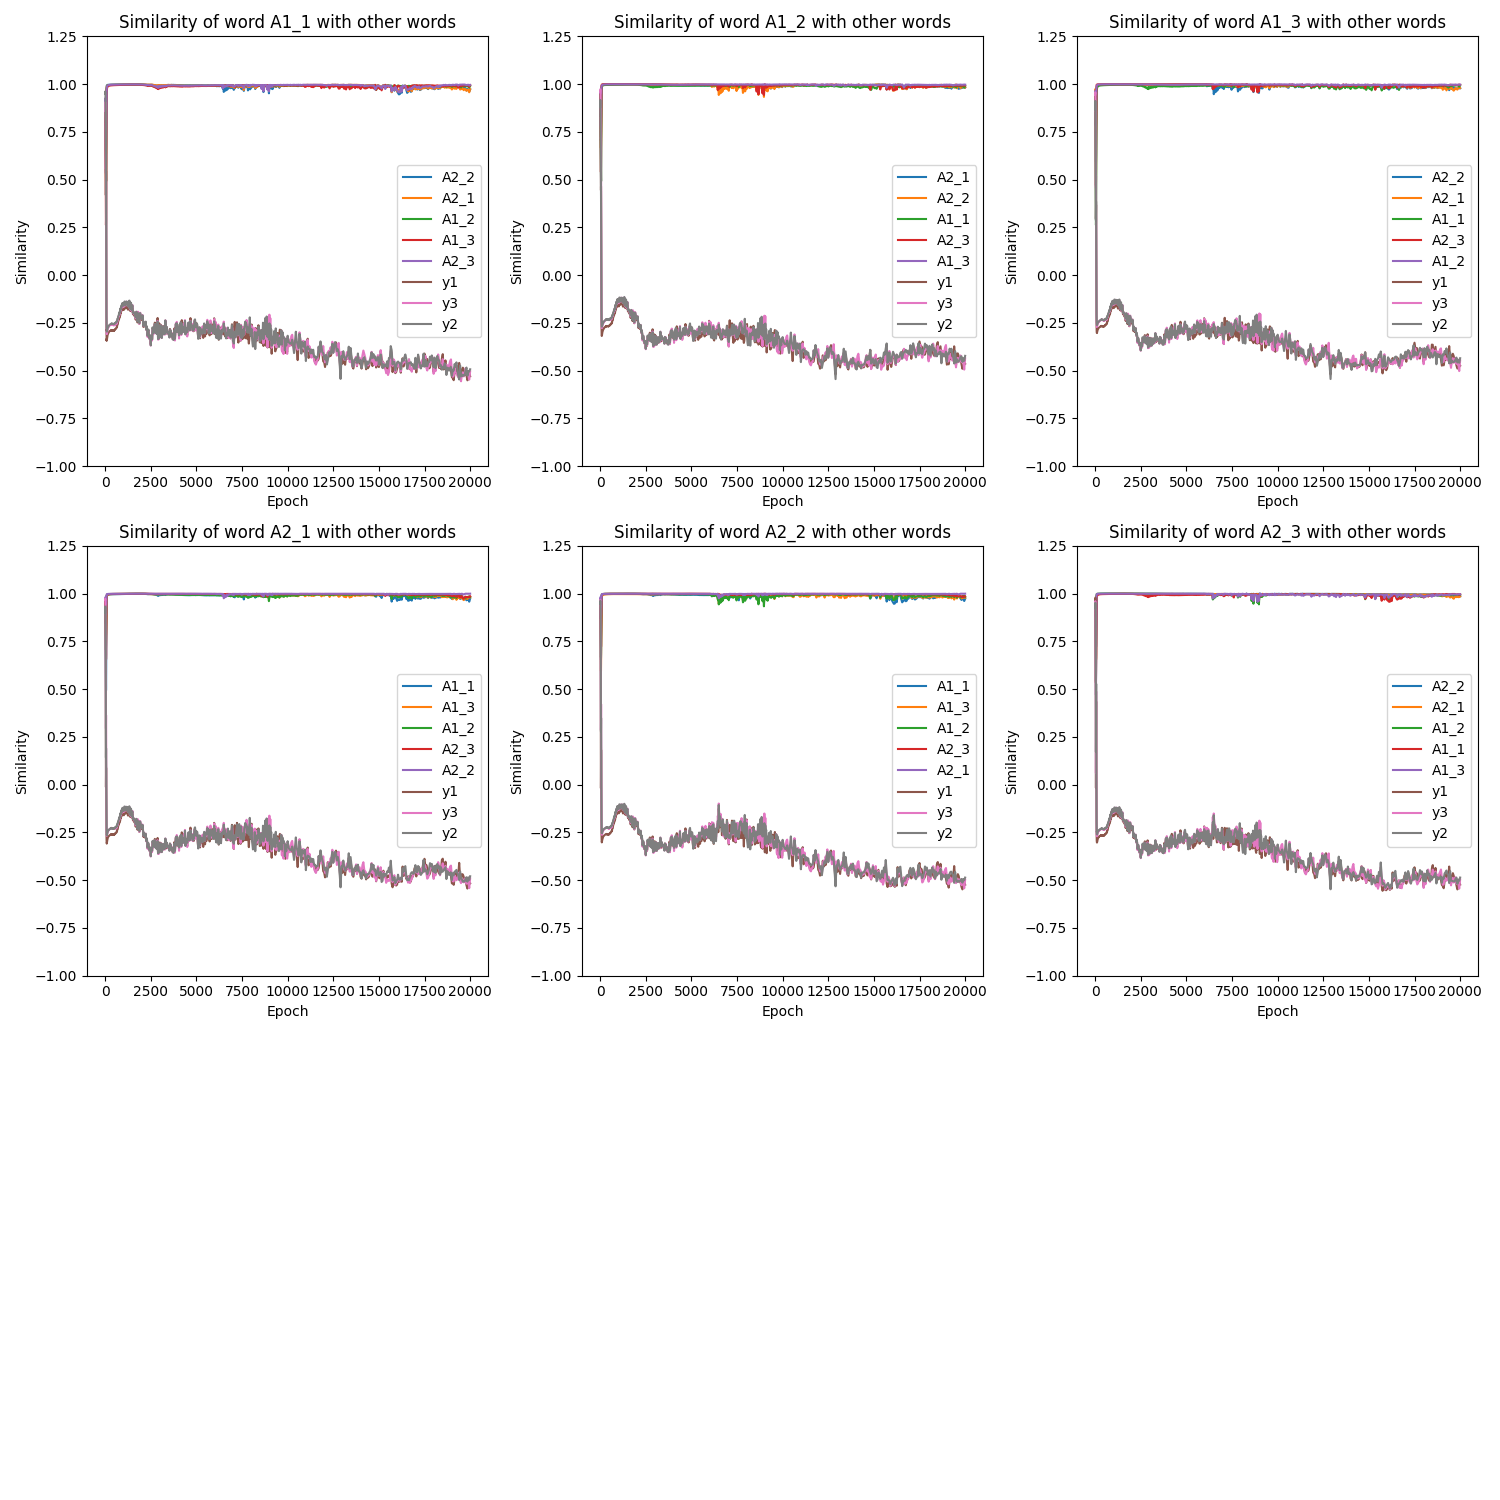 Similarity of word A1_1 with other words
1.25
1.00
0.75
0.50
0.25
0.00
−0.25
−0.50
−0.75
−1.00
Similarity
A2_2
A2_1
A1_2
A1_3
A2_3
y1
y3
y2
0 2500 5000 7500 10000 12500 15000 17500 20000
Epoch
Similarity of word A1_2 with other words
1.25
1.00
0.75
0.50
0.25
0.00
−0.25
−0.50
−0.75
−1.00
Similarity
A2_1
A2_2
A1_1
A2_3
A1_3
y1
y3
y2
0 2500 5000 7500 10000 12500 15000 17500 20000
Epoch
Similarity of word A1_3 with other words
1.25
1.00
0.75
0.50
0.25
0.00
−0.25
−0.50
−0.75
−1.00
Similarity
A2_2
A2_1
A1_1
A2_3
A1_2
y1
y3
y2
0 2500 5000 7500 10000 12500 15000 17500 20000
Epoch
Similarity of word A2_1 with other words
1.25
1.00
0.75
0.50
0.25
0.00
−0.25
−0.50
−0.75
−1.00
Similarity
A1_1
A1_3
A1_2
A2_3
A2_2
y1
y3
y2
0 2500 5000 7500 10000 12500 15000 17500 20000
Epoch
Similarity of word A2_2 with other words
1.25
1.00
0.75
0.50
0.25
0.00
−0.25
−0.50
−0.75
−1.00
Similarity
A1_1
A1_3
A1_2
A2_3
A2_1
y1
y3
y2
0 2500 5000 7500 10000 12500 15000 17500 20000
Epoch
Similarity of word A2_3 with other words
1.25
1.00
0.75
0.50
0.25
0.00
−0.25
−0.50
−0.75
−1.00
Similarity
A2_2
A2_1
A1_2
A1_1
A1_3
y1
y3
y2
0 2500 5000 7500 10000 12500 15000 17500 20000
Epoch